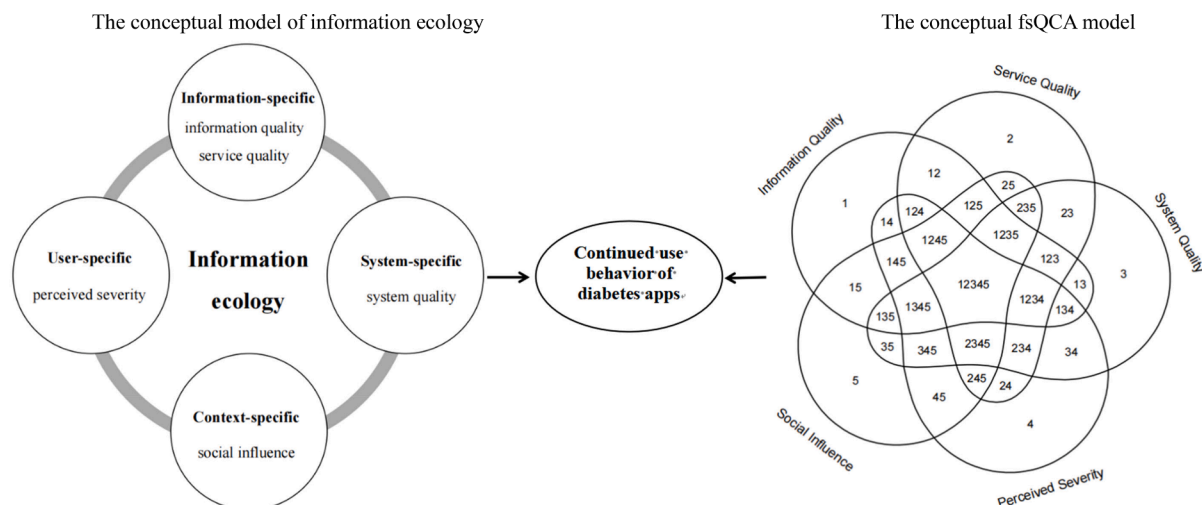 The conceptual model of information ecology
The conceptual fsQCA model
Information-specific
information quality
service quality
User-specific
perceived severity
Information
ecology
System-specific
system quality
Context-specific
social influence
Continued use
behavior of
diabetes apps
Service Quality
Information Quality
System Quality
Social Influence
Perceived Severity
2
12
25
1
14
124
125
235
23
1245
1235
145
123
3
15
12345
13
1345
1234
134
135
35
345
2345
234
34
5
245
24
45
4